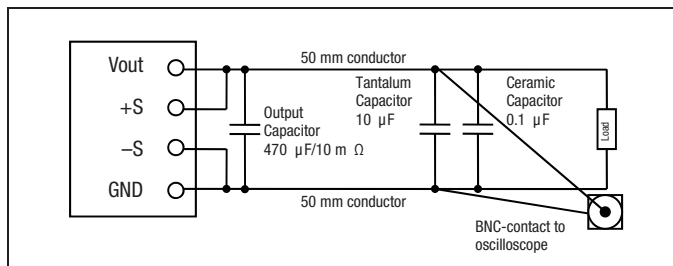 Vout
+S
–S
GND
50 mm conductor
Output
Capacitor
470 µF/10 m Ω
Tantalum
Capacitor
10 µF
Ceramic
Capacitor
0.1 µF
Load
50 mm conductor
BNC-contact to
oscilloscope